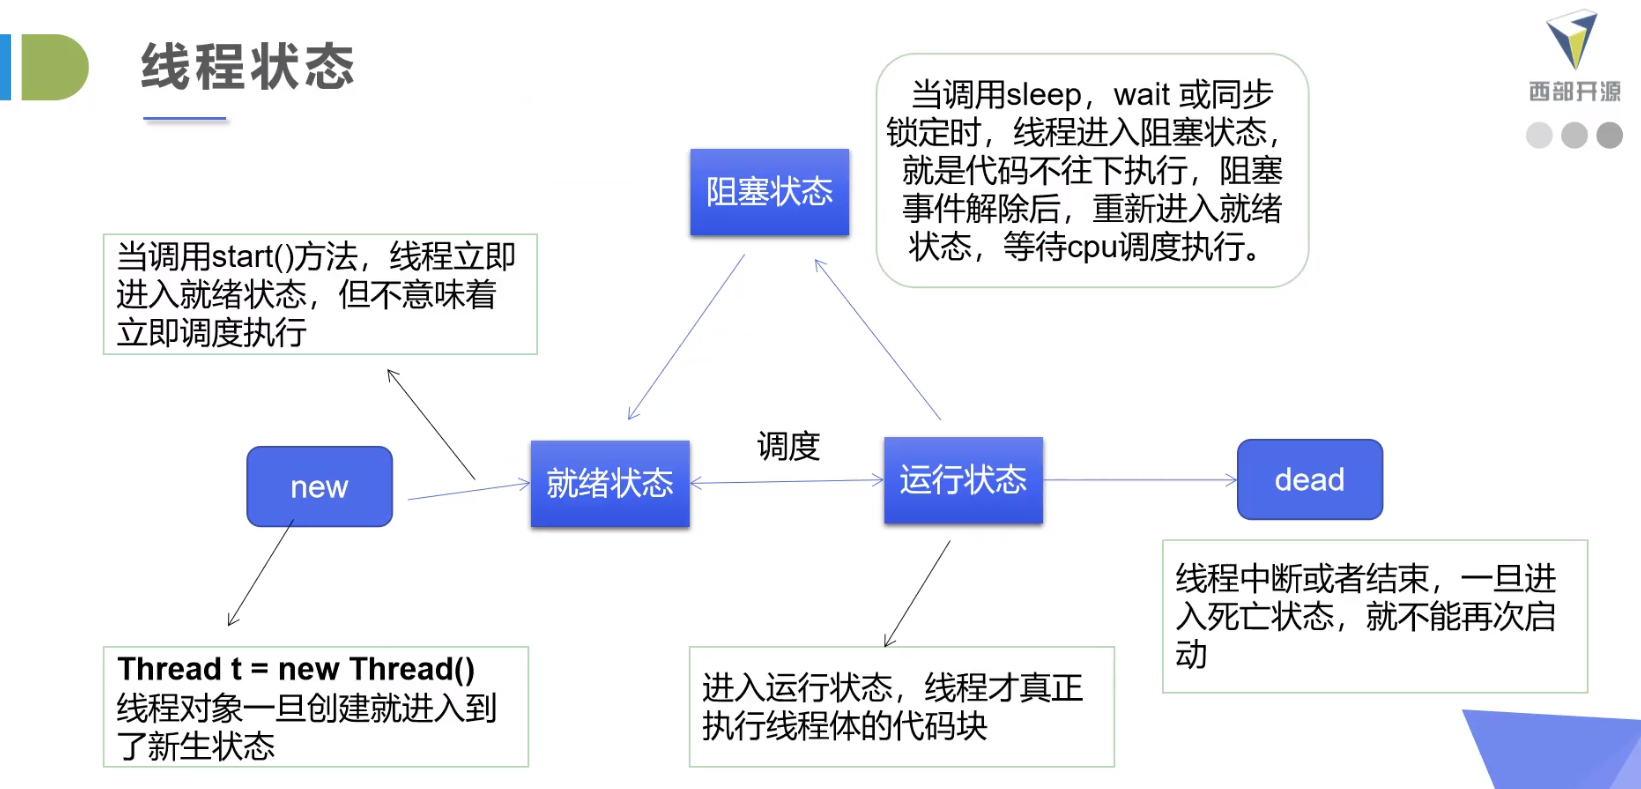 线程状态
西部开源
当调用sleep，wait 或同步
锁定时，线程进入阻塞状态，
就是代码不往下执行，阻塞
事件解除后，重新进入就绪
状态，等待cpu调度执行。
阻塞状态
当调用start()方法，线程立即
进入就绪状态，但不意味着
立即调度执行
new
就绪状态
调度
运行状态
dead
Thread t = new Thread()
线程对象一旦创建就进入到
了新生状态
进入运行状态，线程才真正
执行线程体的代码块
线程中断或者结束，一旦进
入死亡状态，就不能再次启
动